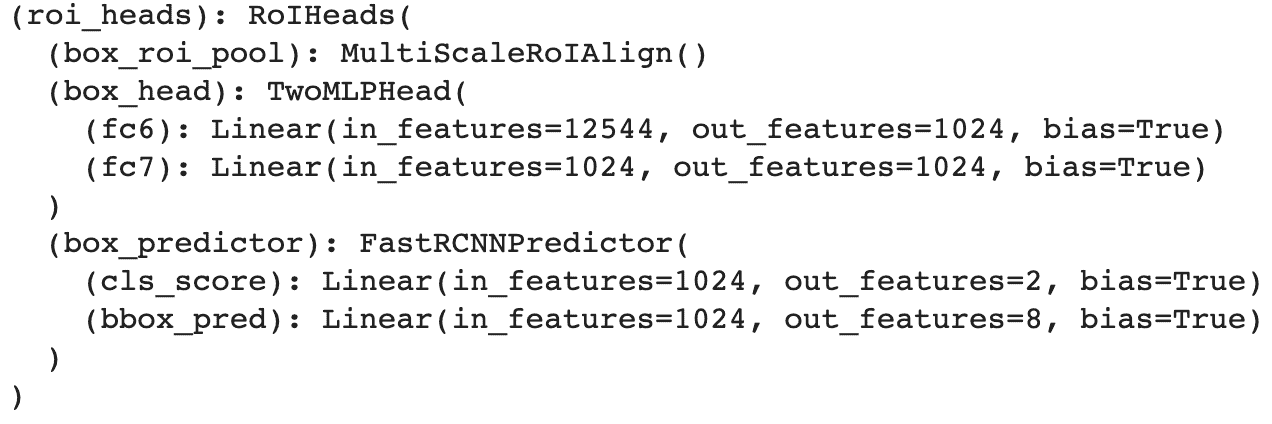 (roi_heads): RoIHeads(
  (box_roi_pool): MultiScaleRoIAlign()
  (box_head): TwoMLPHead(
    (fc6): Linear(in_features=12544, out_features=1024, bias=True)
    (fc7): Linear(in_features=1024, out_features=1024, bias=True)
  )
  (box_predictor): FastRCNNPredictor(
    (cls_score): Linear(in_features=1024, out_features=2, bias=True)
    (bbox_pred): Linear(in_features=1024, out_features=8, bias=True)
  )
)